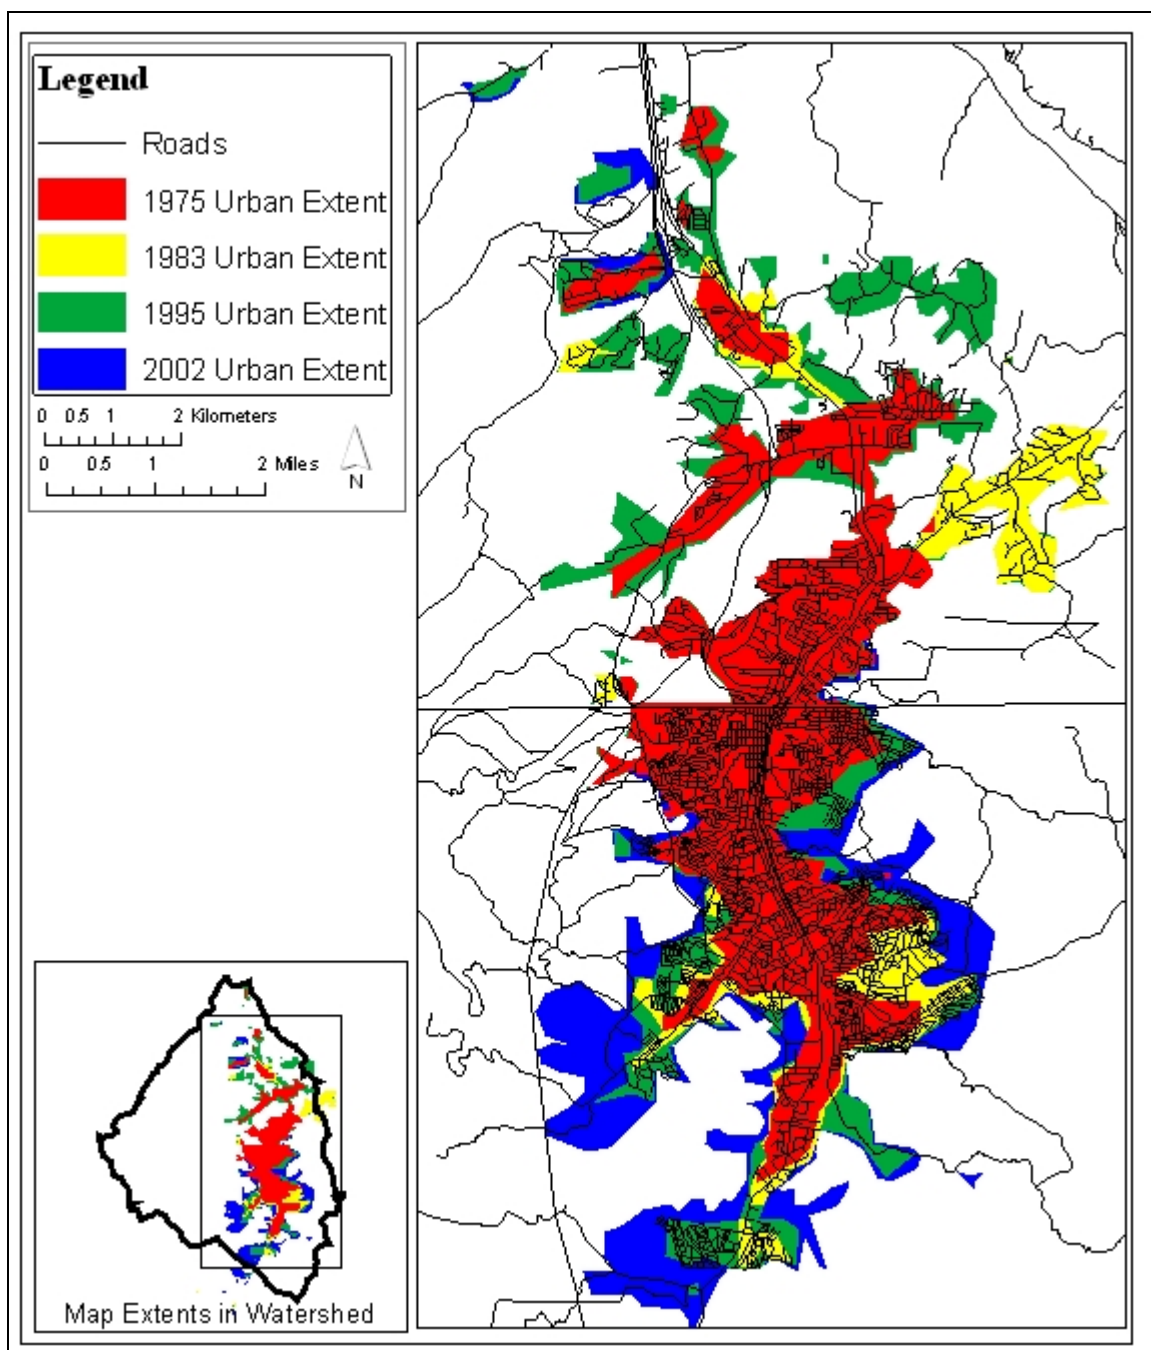 Legend
Roads
1975 Urban Extent
1983 Urban Extent
1995 Urban Extent
2002 Urban Extent
0 0.5 1 2 Kilometers
0 0.5 1 2 Miles
N
Map Extents in Watershed